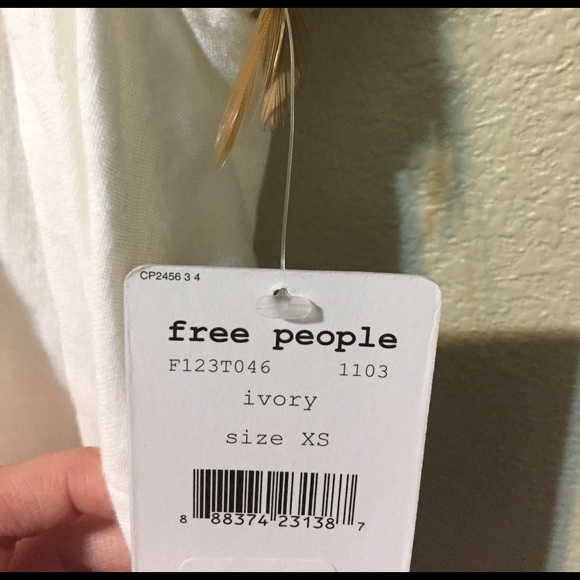 CP2456 3 4
free people
F123T046 1103
ivory
size XS
8 88374 23138 7